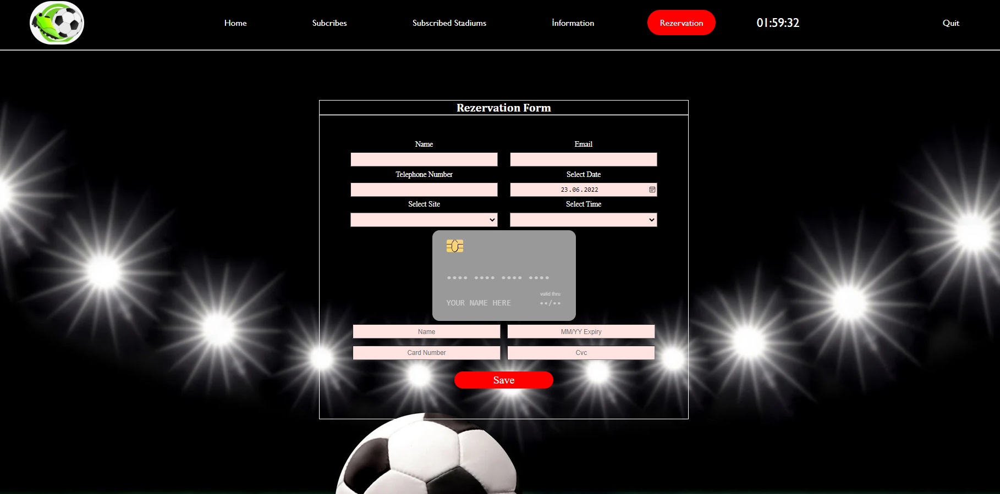 Home Subcribes Subscribed Stadiums İnformation Rezervation 01:59:32 Quit
Rezervation Form
Name Email
Telephone Number Select Date
23.06.2022
Select Site Select Time
•••• •••• •••• ••••
valid thru
YOUR NAME HERE ••/••
Name MM/YY Expiry
Card Number Cvc
Save